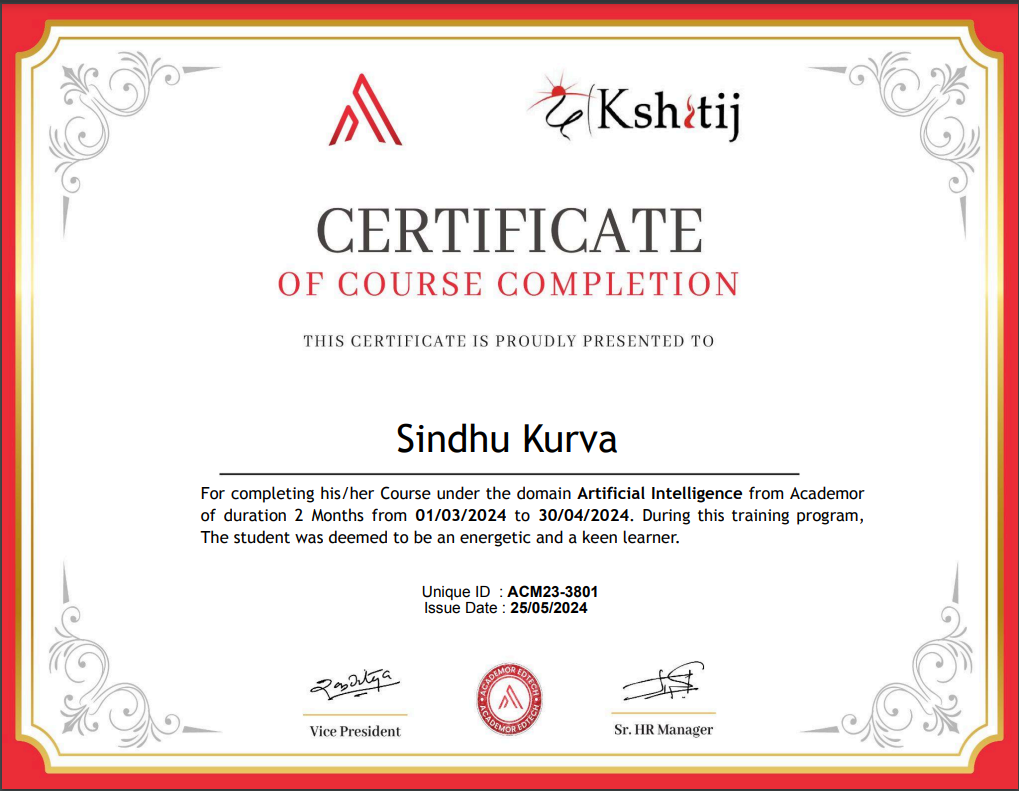 Kshitij
CERTIFICATE
OF COURSE COMPLETION
THIS CERTIFICATE IS PROUDLY PRESENTED TO
Sindhu Kurva
For completing his/her Course under the domain Artificial Intelligence from Academor
of duration 2 Months from 01/03/2024 to 30/04/2024. During this training program,
The student was deemed to be an energetic and a keen learner.
Unique ID : ACM23-3801
Issue Date : 25/05/2024
ACADEMOR EDTECH
ACADEMOR EDTECH
Vice President
Sr. HR Manager